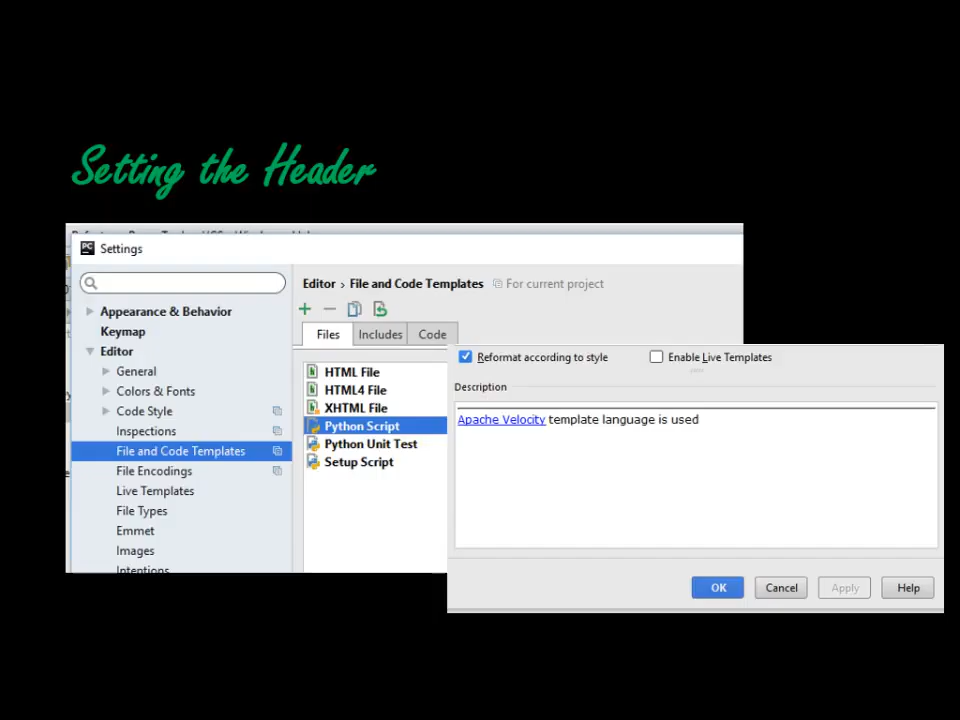 Setting the Header
PC Settings
Editor › File and Code Templates For current project
Appearance & Behavior
Keymap
Editor
General
Colors & Fonts
Code Style
Inspections
File and Code Templates
File Encodings
Live Templates
File Types
Emmet
Images
Intentions
Files Includes Code
HTML File
HTML4 File
XHTML File
Python Script
Python Unit Test
Setup Script
Reformat according to style Enable Live Templates
Description
Apache Velocity template language is used
OK Cancel Apply Help